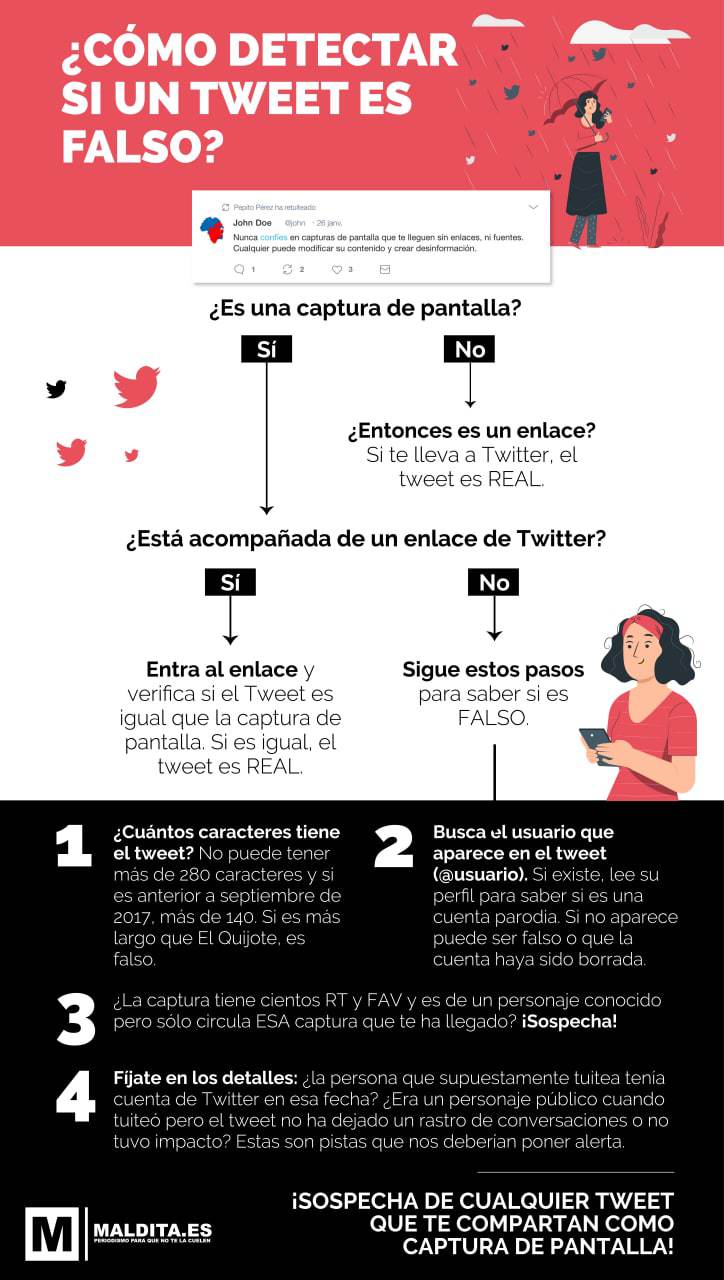 ¿CÓMO DETECTAR
SI UN TWEET ES
FALSO?
Pepito Pérez ha retuiteado
John Doe @john · 26 janv.
Nunca confíes en capturas de pantalla que te lleguen sin enlaces, ni fuentes.
Cualquier puede modificar su contenido y crear desinformación.
1 2 3
¿Es una captura de pantalla?
Sí No
¿Entonces es un enlace?
Si te lleva a Twitter, el
tweet es REAL.
¿Está acompañada de un enlace de Twitter?
Sí No
Entra al enlace y
verifica si el Tweet es
igual que la captura de
pantalla. Si es igual, el
tweet es REAL.
Sigue estos pasos
para saber si es
FALSO.
1
¿Cuántos caracteres tiene
el tweet? No puede tener
más de 280 caracteres y si
es anterior a septiembre de
2017, más de 140. Si es más
largo que El Quijote, es
falso.
2
Busca el usuario que
aparece en el tweet
(@usuario). Si existe, lee su
perfil para saber si es una
cuenta parodia. Si no aparece
puede ser falso o que la
cuenta haya sido borrada.
3
¿La captura tiene cientos RT y FAV y es de un personaje conocido
pero sólo circula ESA captura que te ha llegado? ¡Sospecha!
4
Fíjate en los detalles: ¿la persona que supuestamente tuitea tenía
cuenta de Twitter en esa fecha? ¿Era un personaje público cuando
tuiteó pero el tweet no ha dejado un rastro de conversaciones o no
tuvo impacto? Estas son pistas que nos deberían poner alerta.
M
MALDITA.ES
PERIODISMO PARA QUE NO TE LA CUELEN
¡SOSPECHA DE CUALQUIER TWEET
QUE TE COMPARTAN COMO
CAPTURA DE PANTALLA!